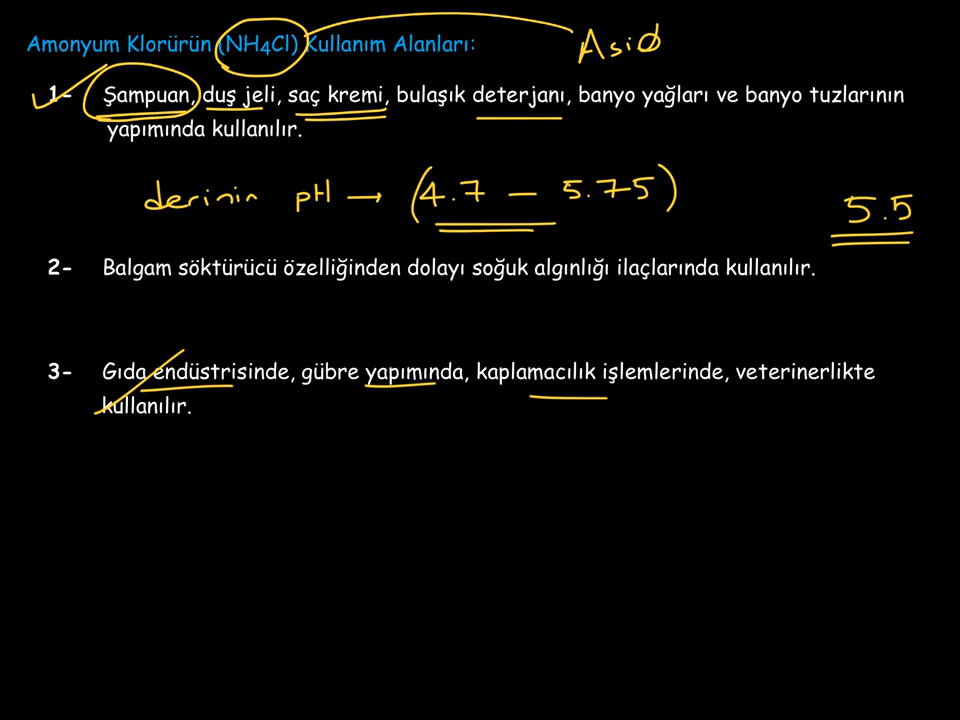 Amonyum Klorürün (NH4Cl) Kullanım Alanları:
Asid
1- Şampuan, duş jeli, saç kremi, bulaşık deterjanı, banyo yağları ve banyo tuzlarının
yapımında kullanılır.
derinin pH → (4.7 – 5.75)
5.5
2- Balgam söktürücü özelliğinden dolayı soğuk algınlığı ilaçlarında kullanılır.
3- Gıda endüstrisinde, gübre yapımında, kaplamacılık işlemlerinde, veterinerlikte
kullanılır.